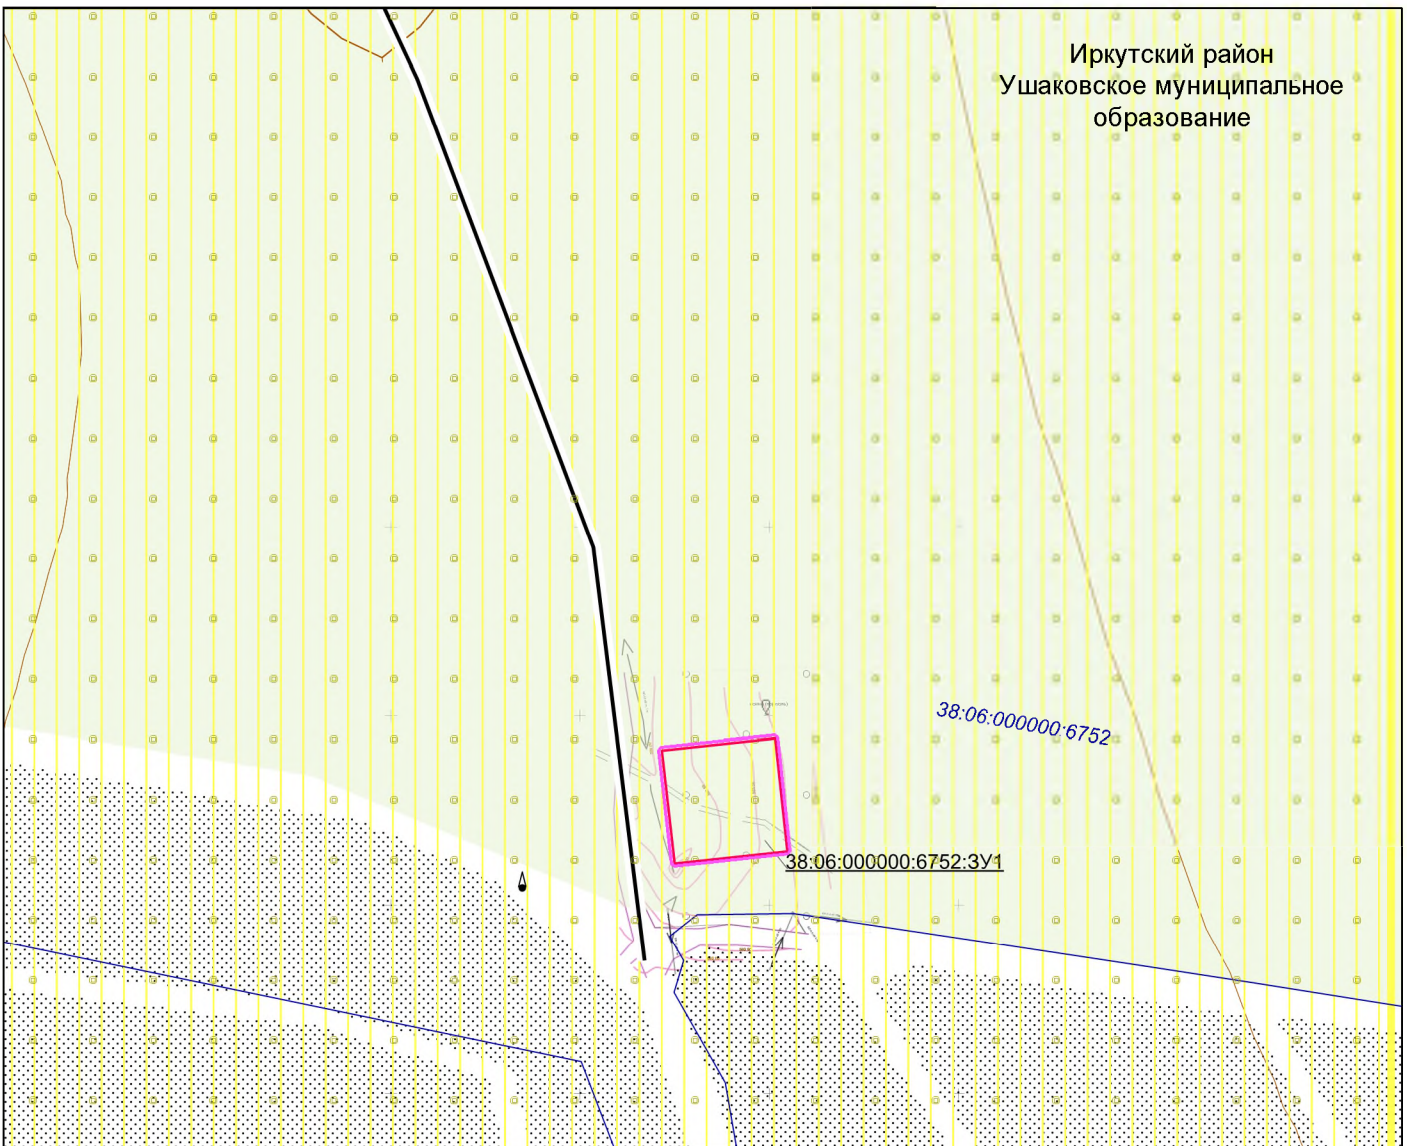 Иркутский район
Ушаковское муниципальное
образование
38:06:000000:6752
38:06:000000:6752:ЗУ1